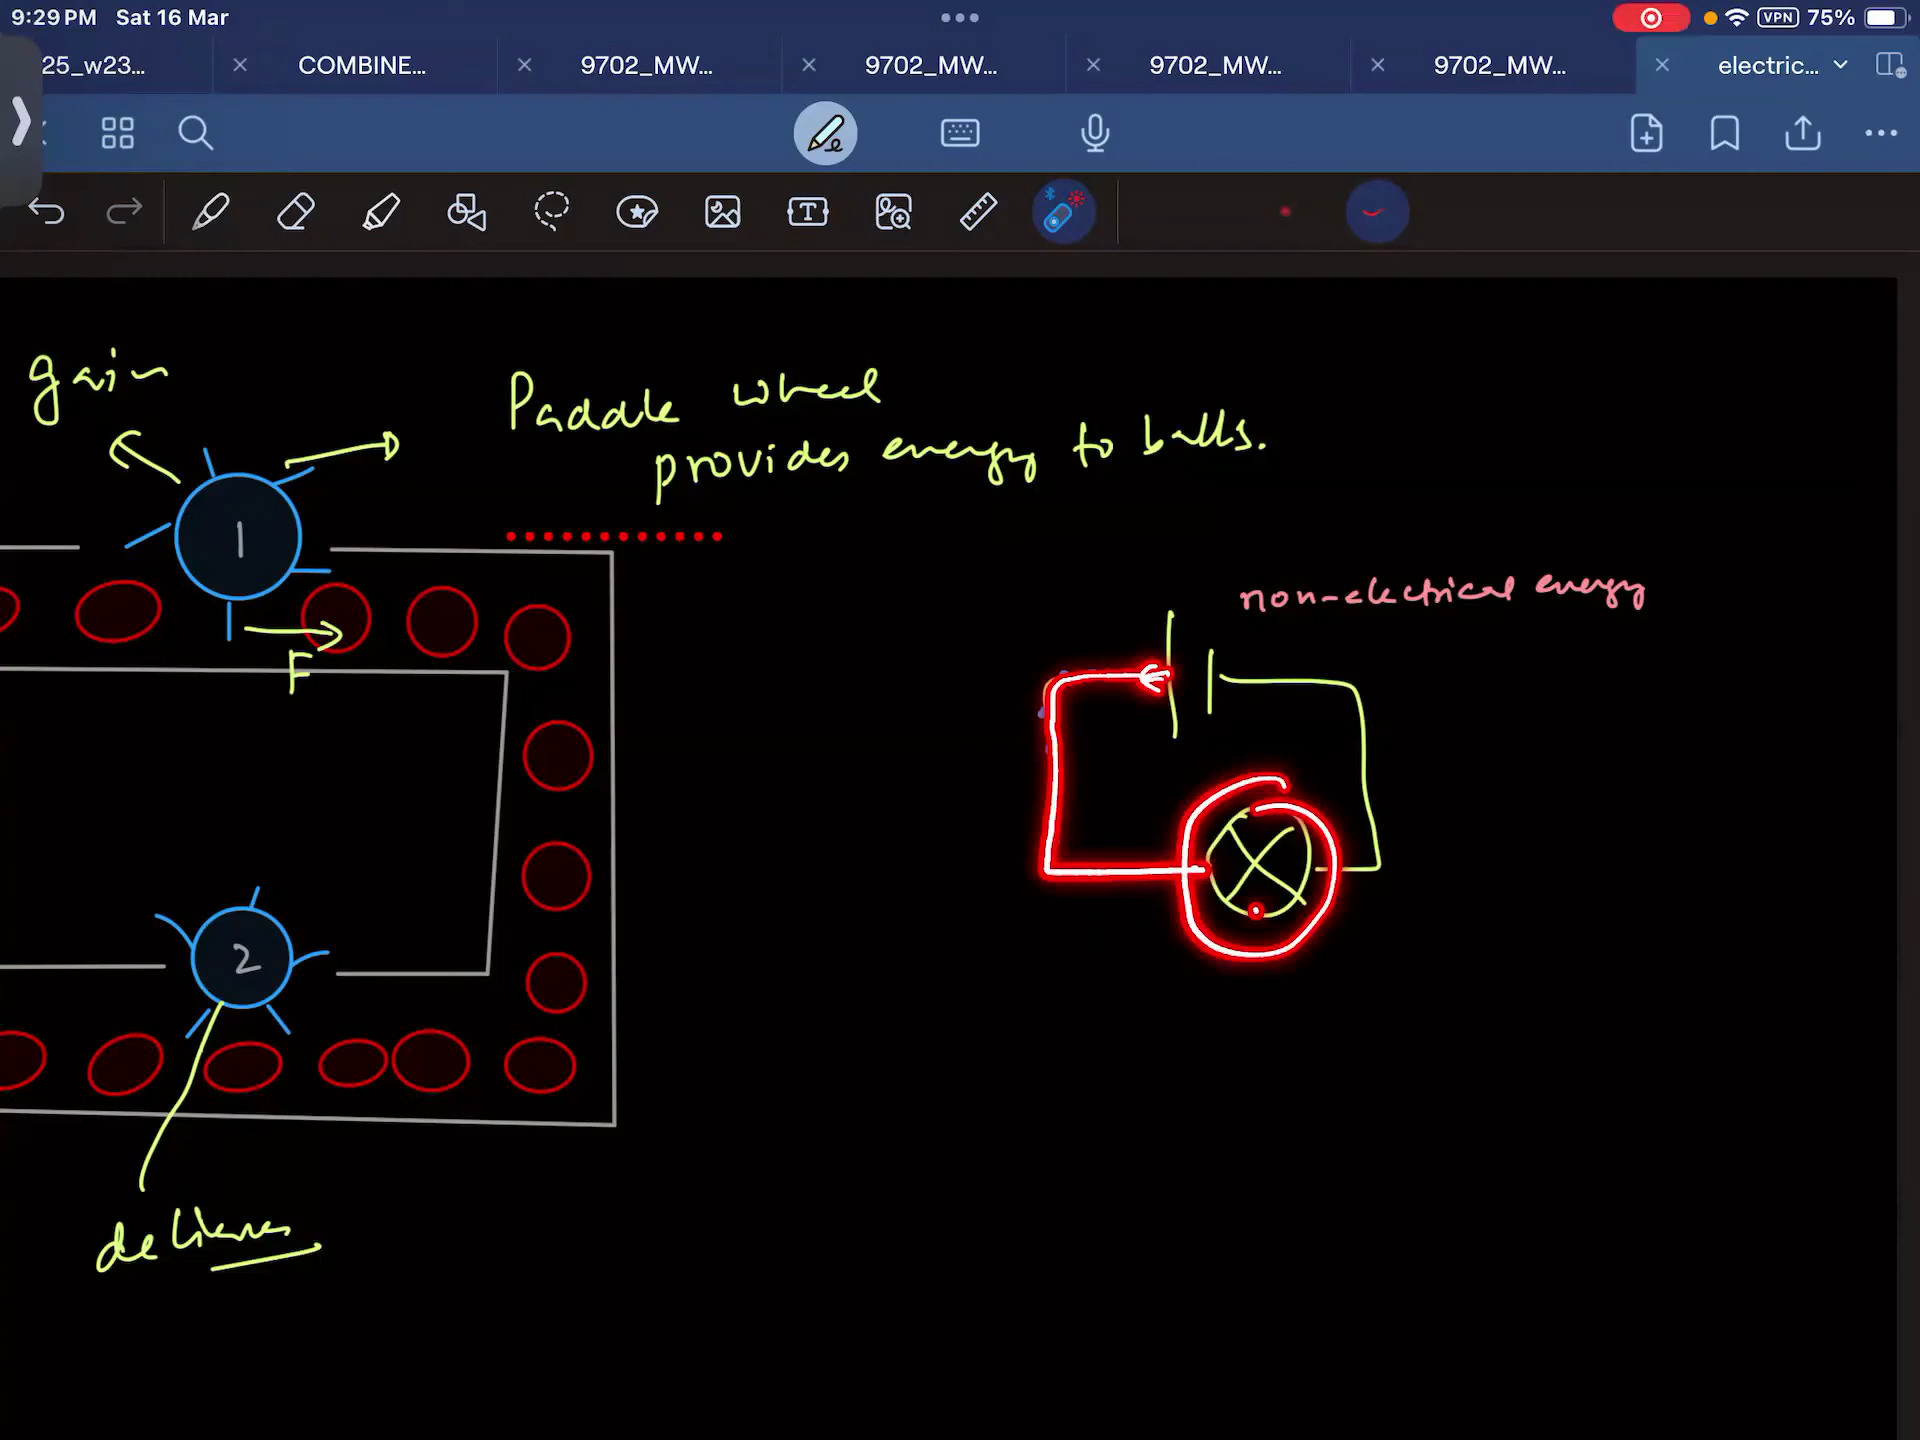 9:29 PM Sat 16 Mar
VPN 75%
25_w23...
COMBINE...
9702_MW...
9702_MW...
9702_MW...
9702_MW...
electric...
gain
Paddle wheel
provides energy to balls.
1
F
non-electrical energy
2
delivers